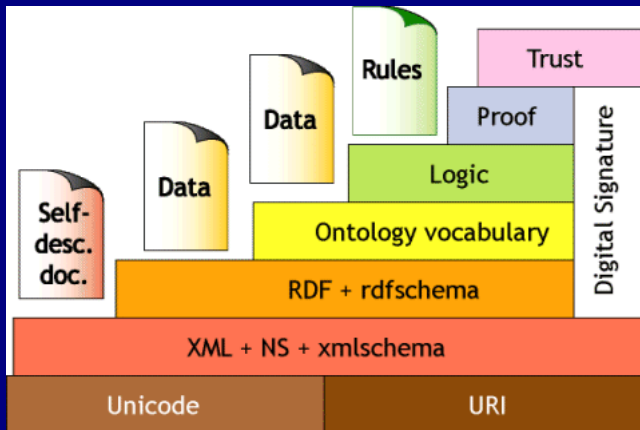 Rules
Trust
Data
Proof
Data
Logic
Digital Signature
Self-
desc.
doc.
Ontology vocabulary
RDF + rdfschema
XML + NS + xmlschema
Unicode
URI